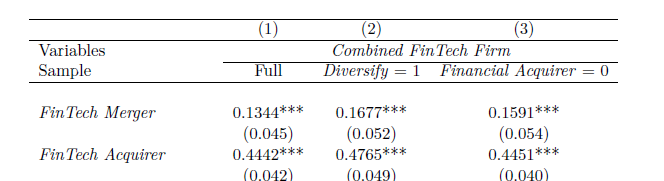 (1) (2) (3)
Variables Combined FinTech Firm
Sample Full Diversify = 1 Financial Acquirer = 0
FinTech Merger 0.1344*** 0.1677*** 0.1591***
(0.045) (0.052) (0.054)
FinTech Acquirer 0.4442*** 0.4765*** 0.4451***
(0.042) (0.049) (0.040)